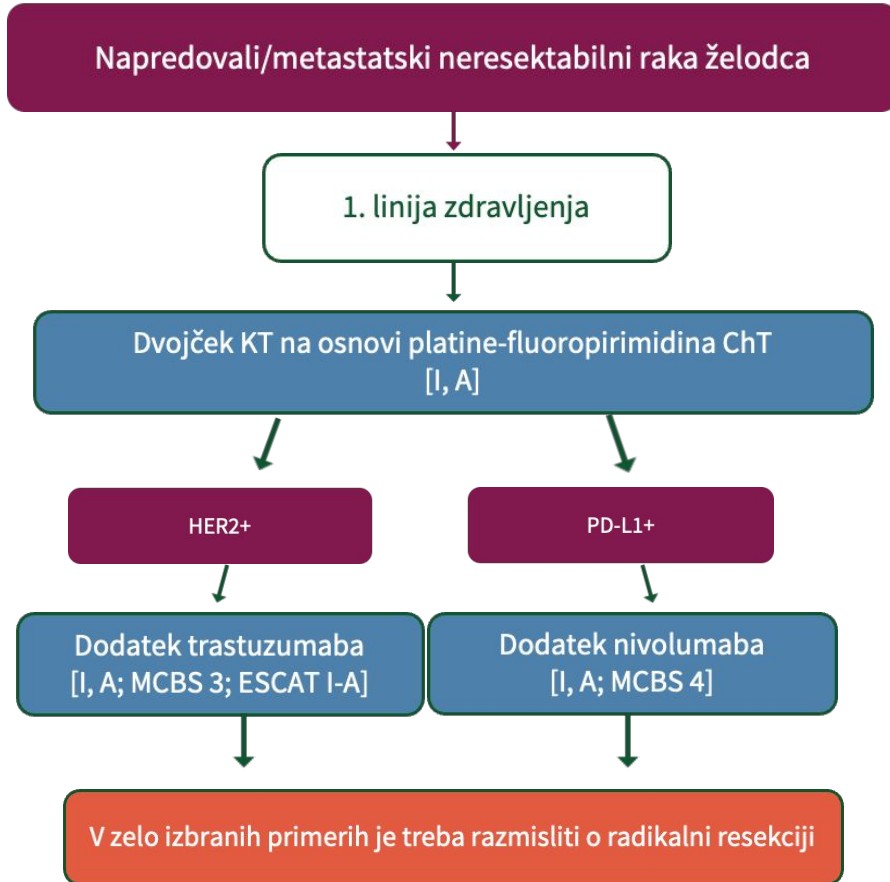 Napredovali/metastatski neresektabilni raka želodca
1. linija zdravljenja
Dvojček KT na osnovi platine-fluoropirimidina ChT
[I, A]
HER2+
PD-L1+
Dodatek trastuzumaba
[I, A; MCBS 3; ESCAT I-A]
Dodatek nivolumaba
[I, A; MCBS 4]
V zelo izbranih primerih je treba razmisliti o radikalni resekciji